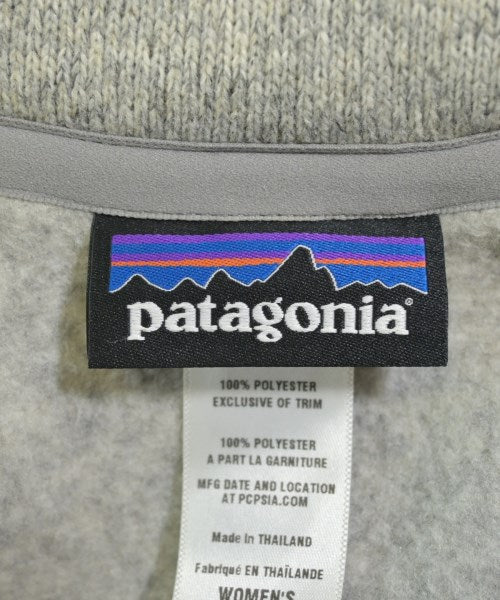 patagonia®
100% POLYESTER
EXCLUSIVE OF TRIM
100% POLYESTER
A PART LA GARNITURE
MFG DATE AND LOCATION
AT PCPSIA.COM
Made in THAILAND
Fabriqué EN THAÏLANDE
WOMEN'S